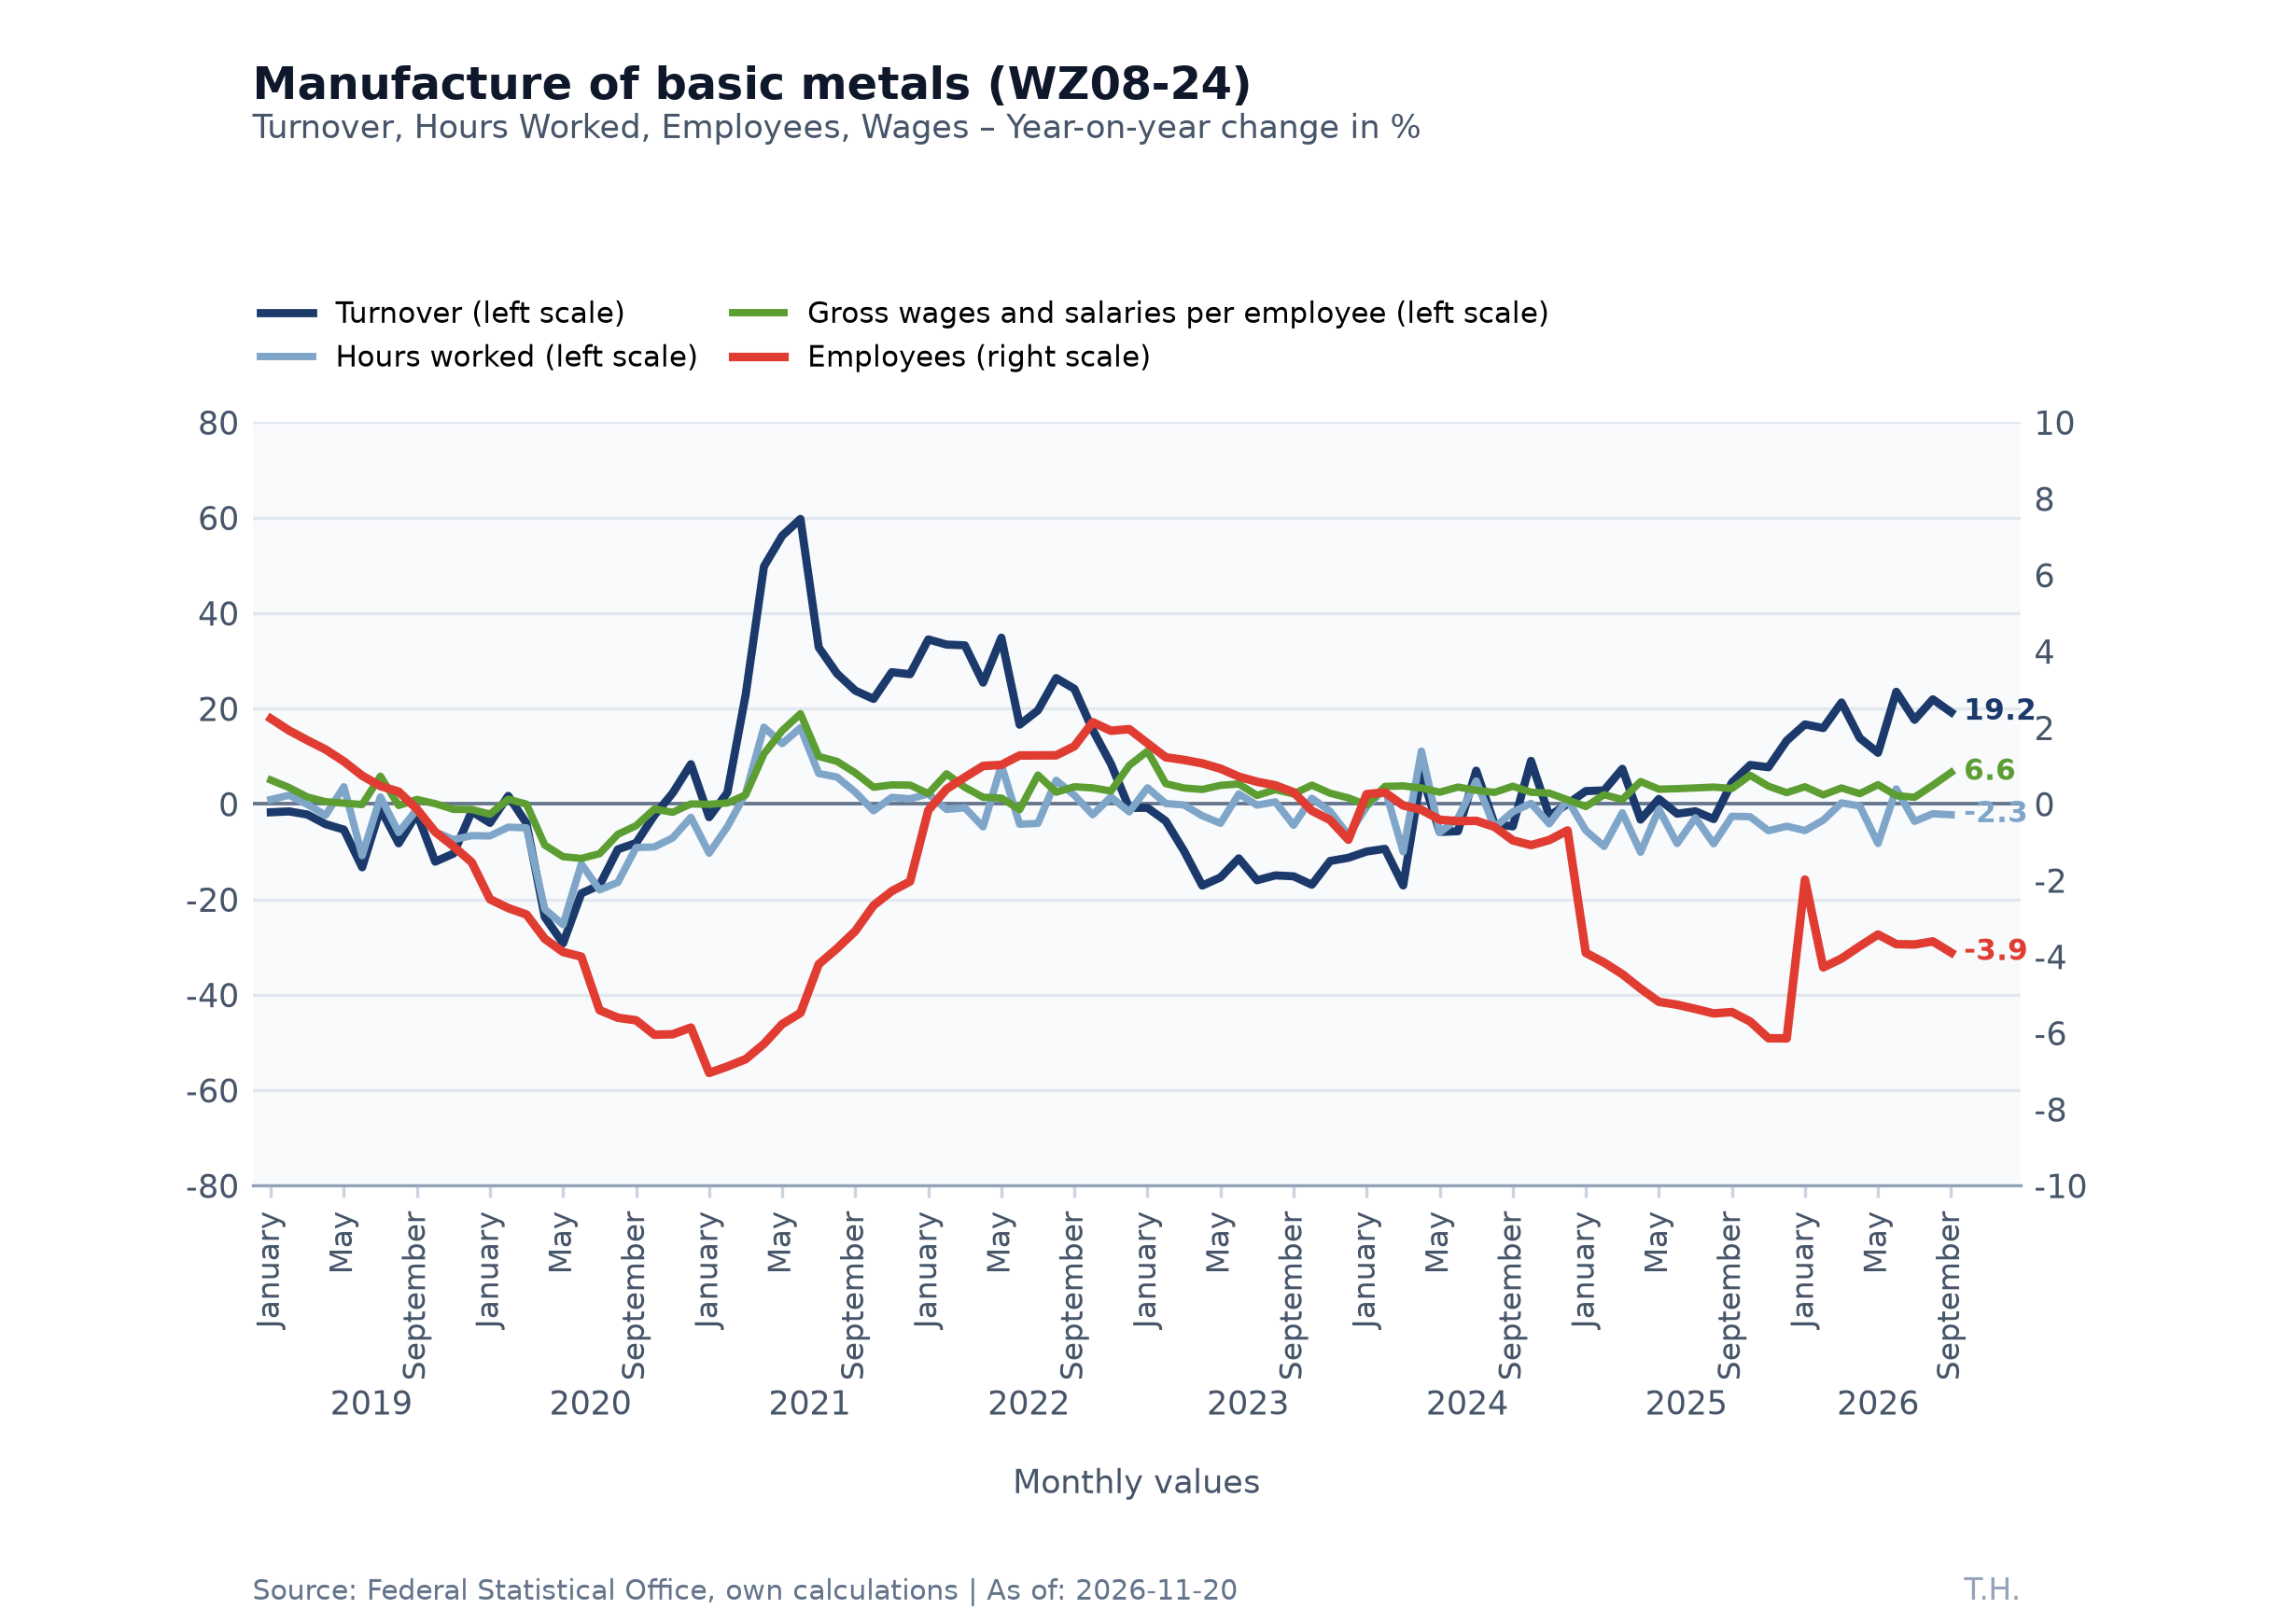 Manufacture of basic metals (WZ08-24)
Turnover, Hours Worked, Employees, Wages – Year-on-year change in %
Turnover (left scale)
Gross wages and salaries per employee (left scale)
Hours worked (left scale)
Employees (right scale)
80 10
8
60
6
40
4
20 19.2
2
6.6
0 0
-2.3
-2
-20
-3.9
-4
-40
-6
-60
-8
-80 -10
January May September January May September January May September January May September January May September January May September January May September January May September
2019 2020 2021 2022 2023 2024 2025 2026
Monthly values
Source: Federal Statistical Office, own calculations | As of: 2026-11-20
T.H.